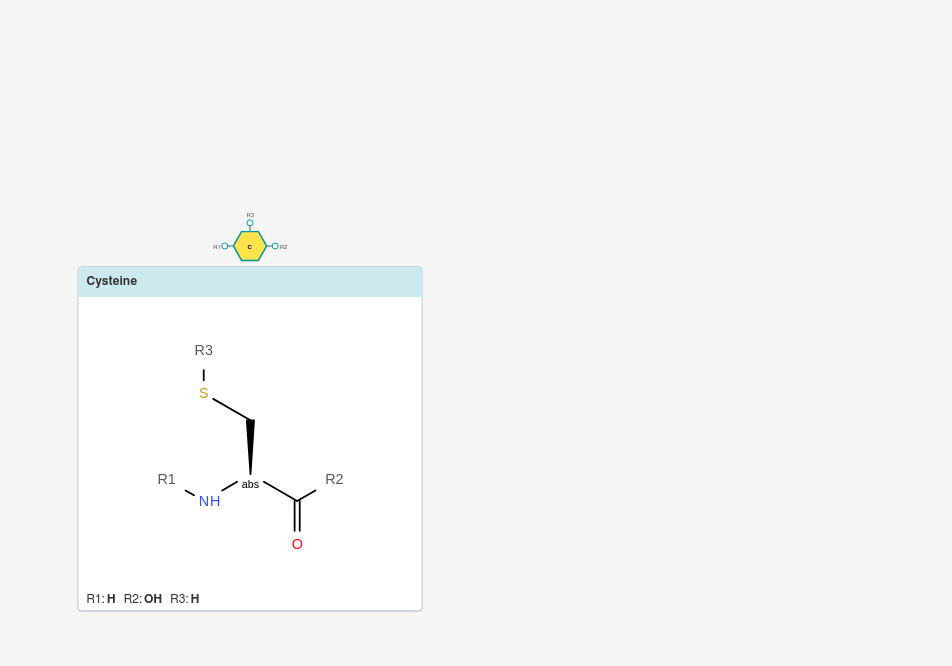 R3
R1 c R2
Cysteine
R3
S
R1 abs R2
NH
O
R1: H R2: OH R3: H